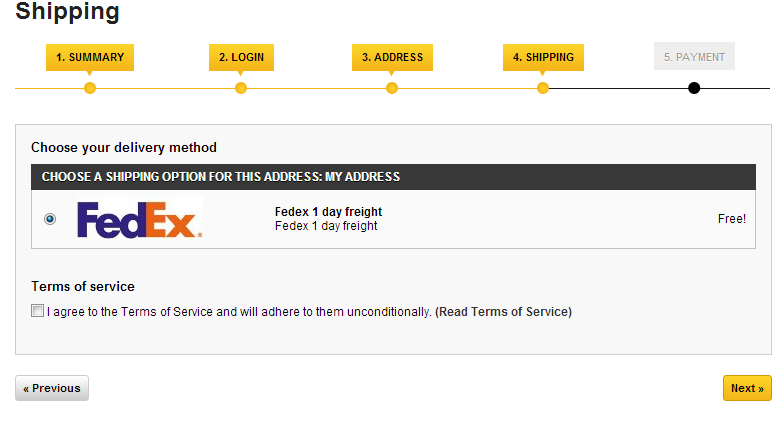 Shipping
1. SUMMARY
2. LOGIN
3. ADDRESS
4. SHIPPING
5. PAYMENT
Choose your delivery method
CHOOSE A SHIPPING OPTION FOR THIS ADDRESS: MY ADDRESS
FedEx
Fedex 1 day freight
Fedex 1 day freight
Free!
Terms of service
I agree to the Terms of Service and will adhere to them unconditionally. (Read Terms of Service)
« Previous
Next »